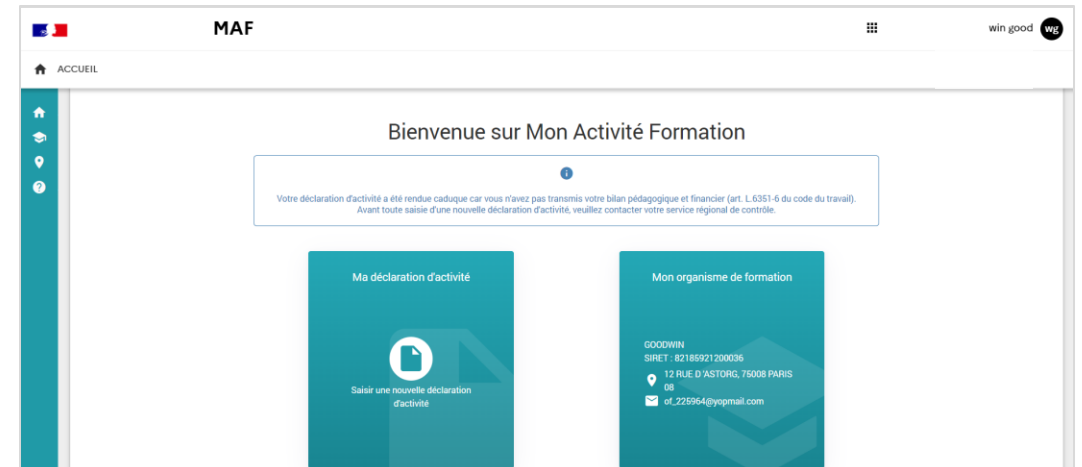 MAF
win good
wg
ACCUEIL
Bienvenue sur Mon Activité Formation
Votre déclaration d'activité a été rendue caduque car vous n'avez pas transmis votre bilan pédagogique et financier (art. L.6351-6 du code du travail).
Avant toute saisie d'une nouvelle déclaration d'activité, veuillez contacter votre service régional de contrôle.
Ma déclaration d'activité
Saisir une nouvelle déclaration
d'activité
Mon organisme de formation
GOODWIN
SIRET : 82185921200036
12 RUE D 'ASTORG, 75008 PARIS
08
of_225964@yopmail.com